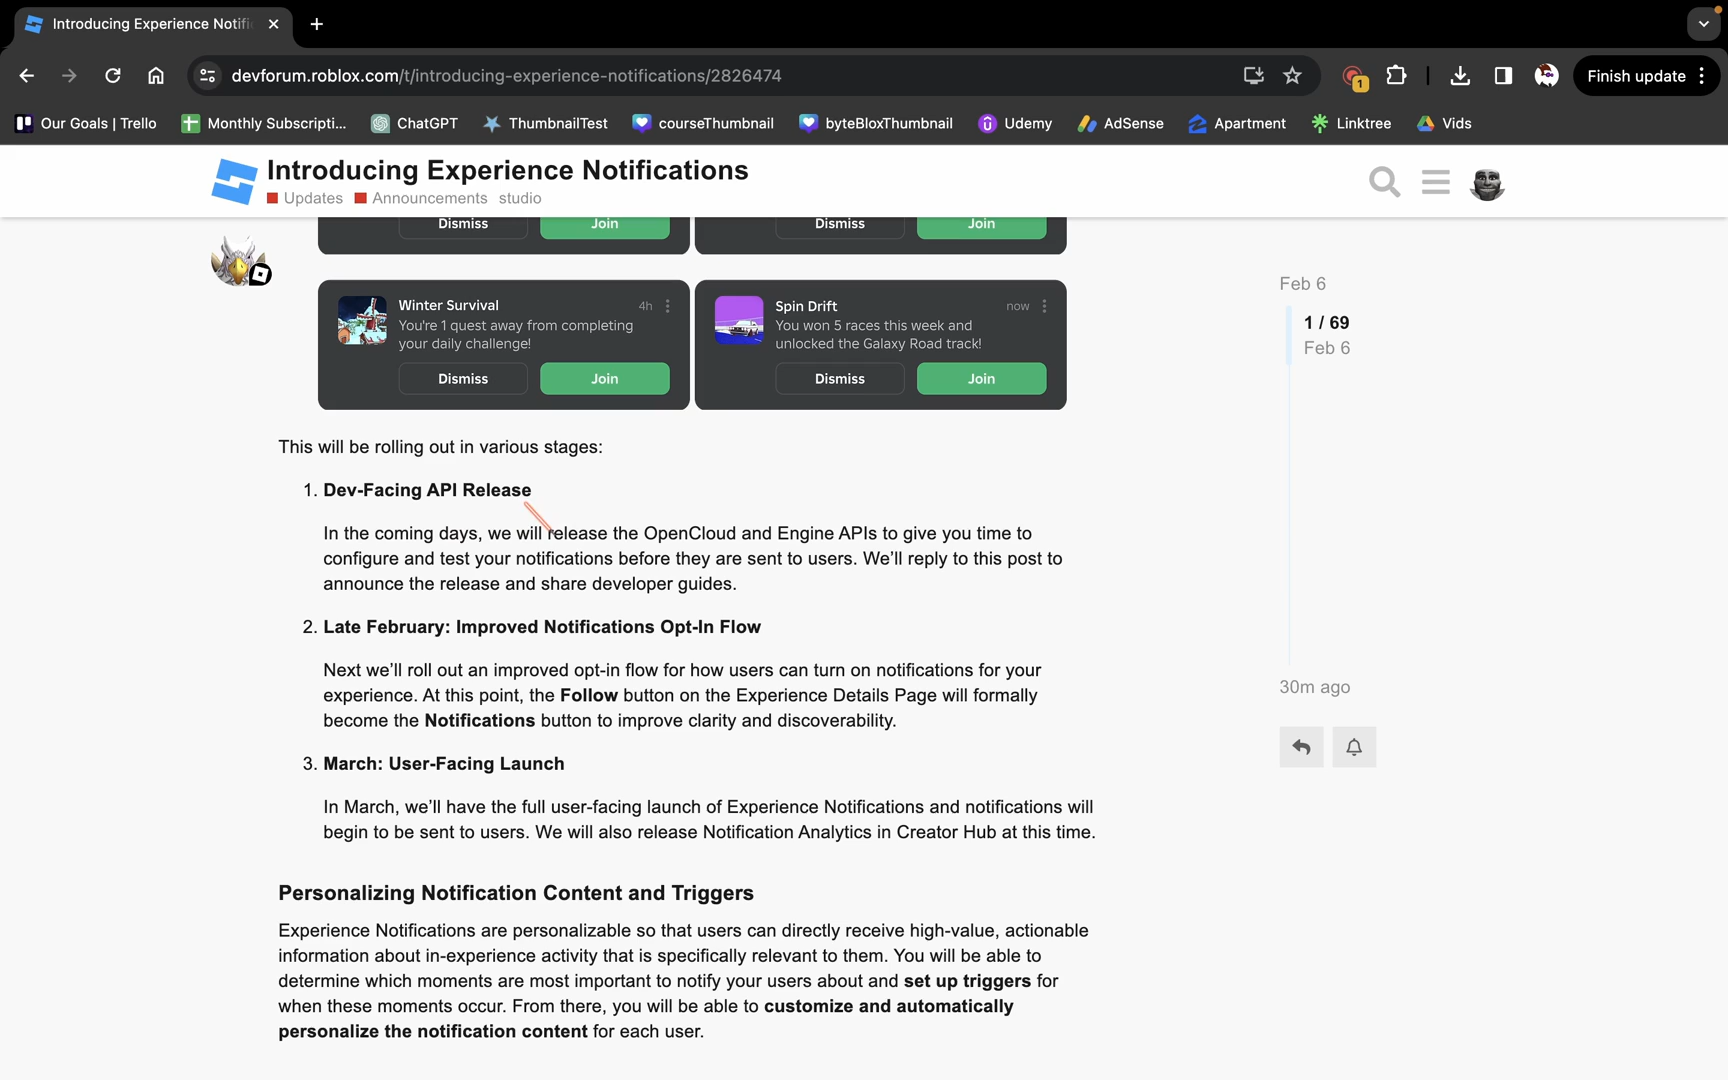 Introducing Experience Notifi
devforum.roblox.com/t/introducing-experience-notifications/2826474
1
Finish update
Our Goals | Trello
Monthly Subscripti...
ChatGPT
ThumbnailTest
courseThumbnail
byteBloxThumbnail
Udemy
AdSense
Apartment
Linktree
Vids
Introducing Experience Notifications
Updates Announcements studio
Dismiss Join
Dismiss Join
Winter Survival 4h
You're 1 quest away from completing
your daily challenge!
Dismiss Join
Spin Drift now
You won 5 races this week and
unlocked the Galaxy Road track!
Dismiss Join
Feb 6
1 / 69
Feb 6
30m ago
This will be rolling out in various stages:
1. Dev-Facing API Release
In the coming days, we will release the OpenCloud and Engine APIs to give you time to
configure and test your notifications before they are sent to users. We’ll reply to this post to
announce the release and share developer guides.
2. Late February: Improved Notifications Opt-In Flow
Next we’ll roll out an improved opt-in flow for how users can turn on notifications for your
experience. At this point, the Follow button on the Experience Details Page will formally
become the Notifications button to improve clarity and discoverability.
3. March: User-Facing Launch
In March, we’ll have the full user-facing launch of Experience Notifications and notifications will
begin to be sent to users. We will also release Notification Analytics in Creator Hub at this time.
Personalizing Notification Content and Triggers
Experience Notifications are personalizable so that users can directly receive high-value, actionable
information about in-experience activity that is specifically relevant to them. You will be able to
determine which moments are most important to notify your users about and set up triggers for
when these moments occur. From there, you will be able to customize and automatically
personalize the notification content for each user.